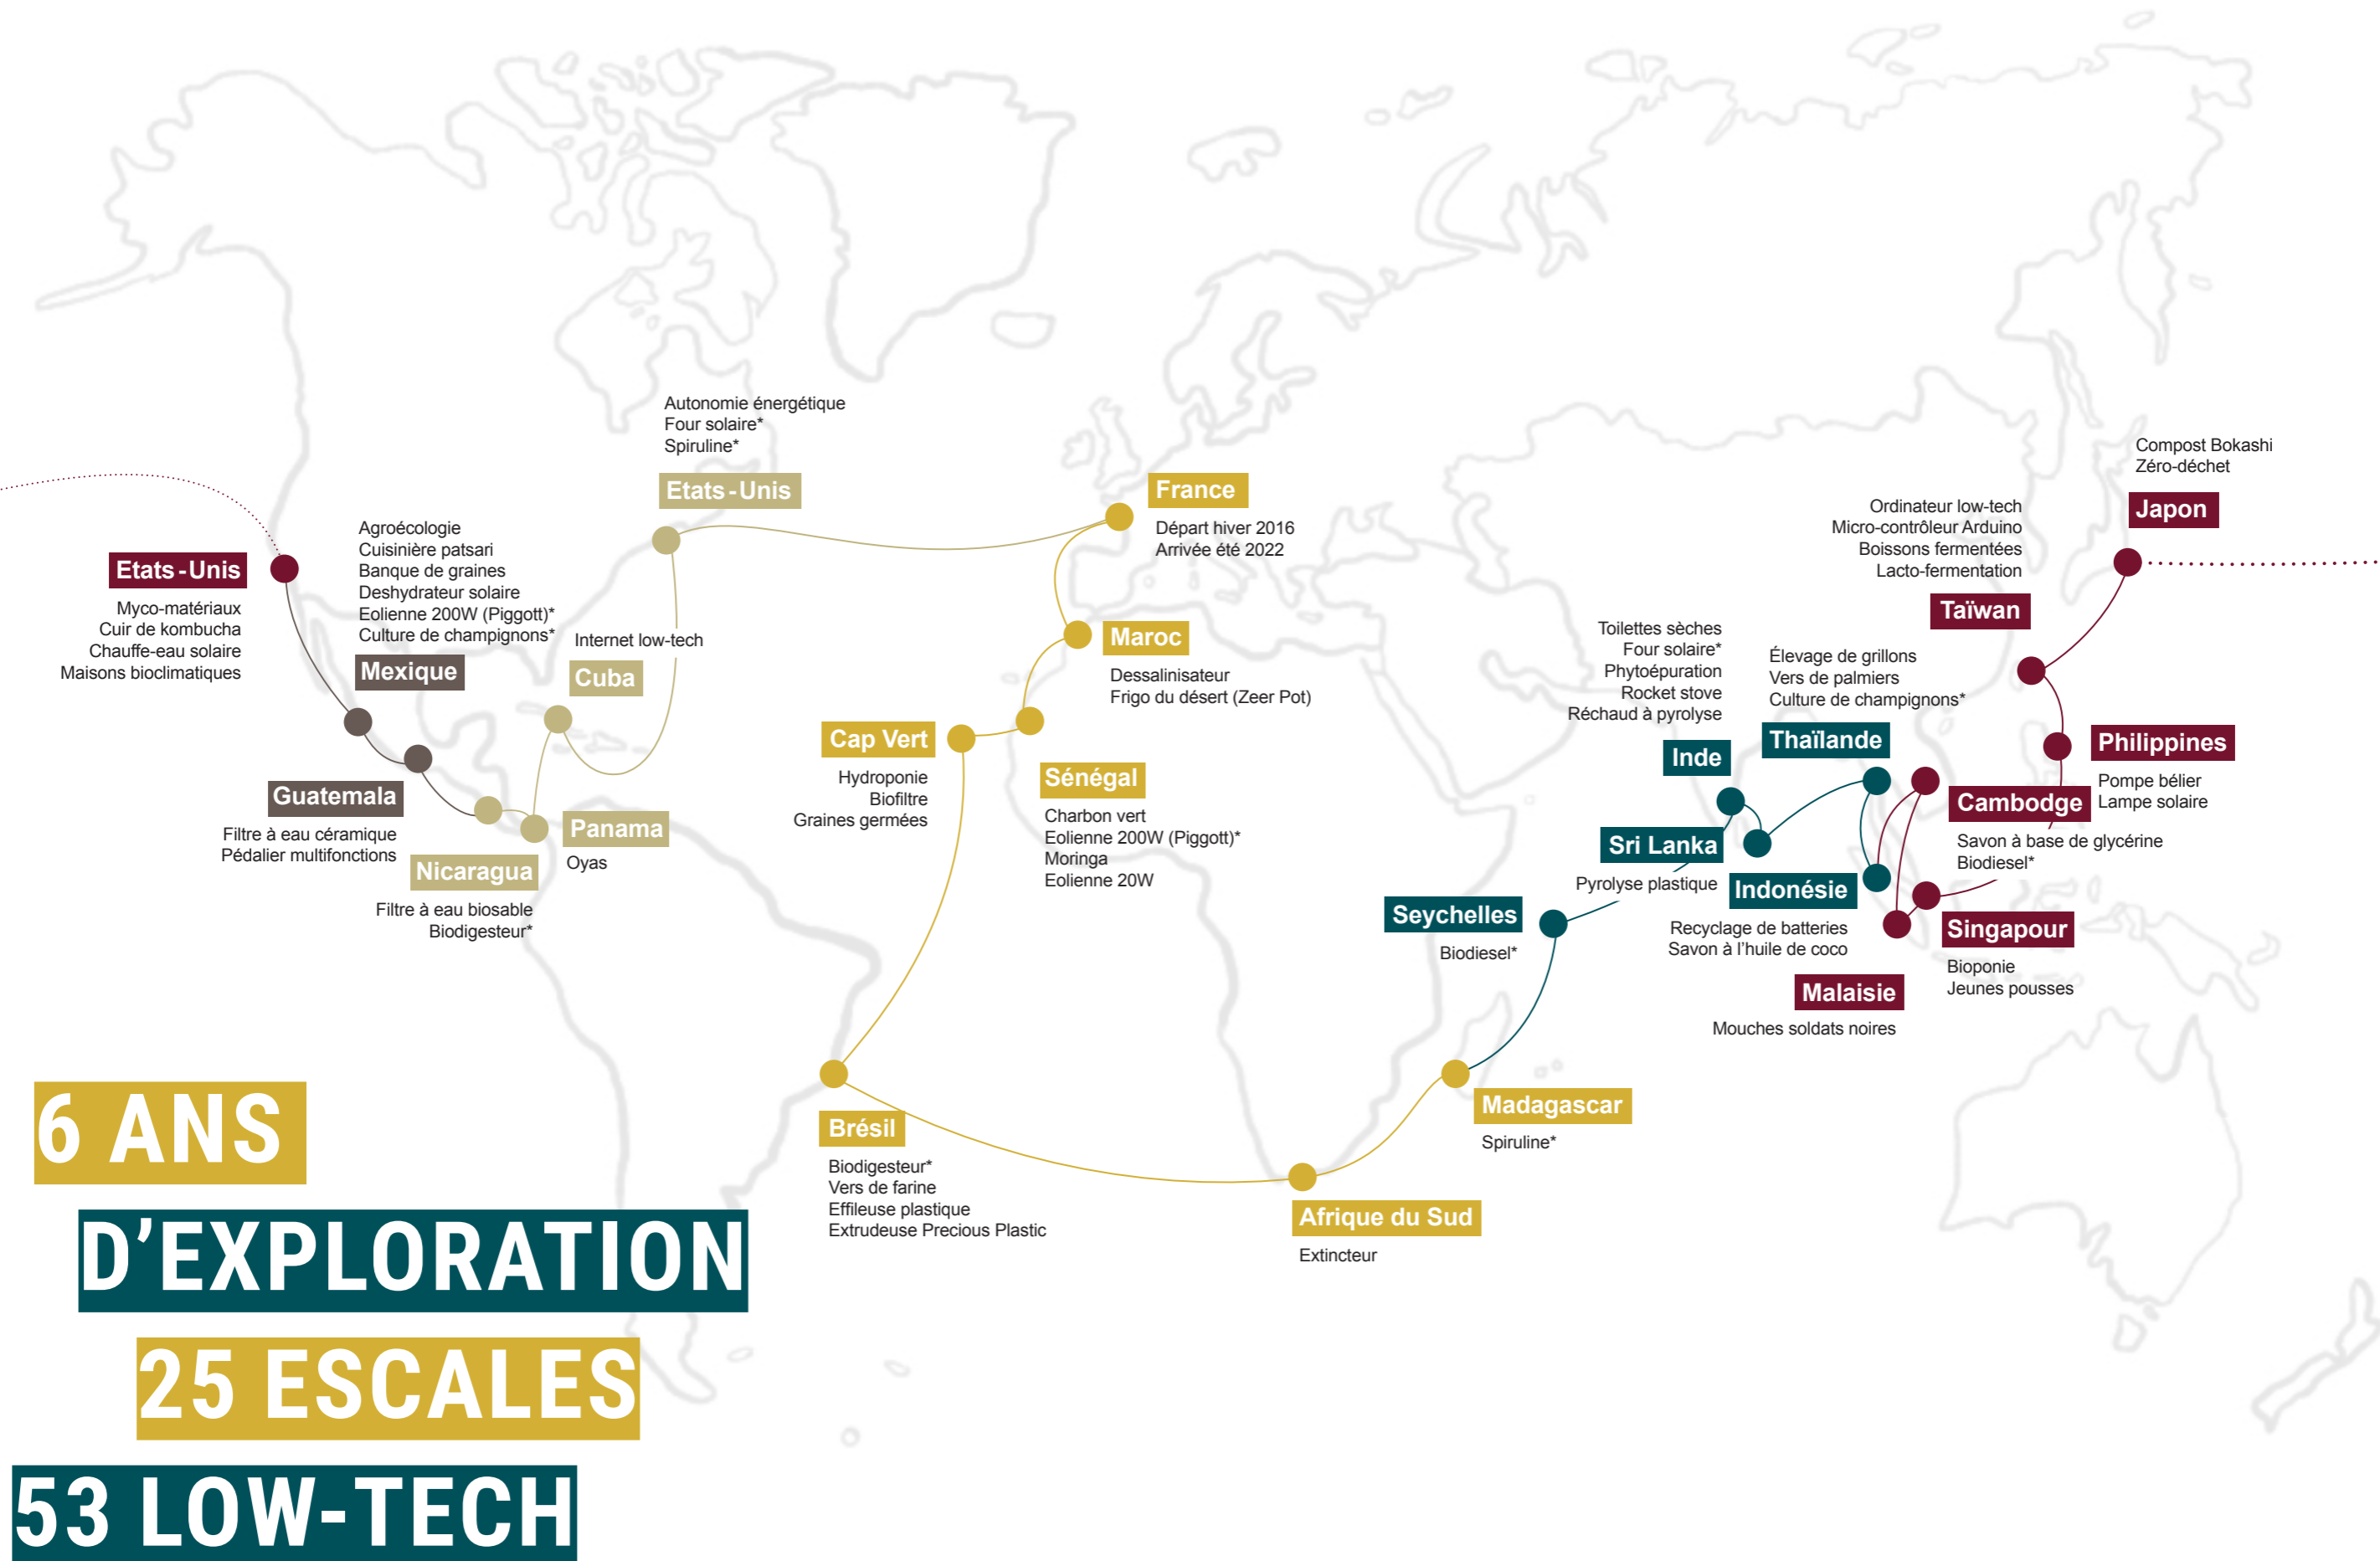 Autonomie énergétique
Four solaire*
Spiruline*
Etats-Unis
France
Départ hiver 2016
Arrivée été 2022
Compost Bokashi
Zéro-déchet
Japon
Ordinateur low-tech
Micro-contrôleur Arduino
Boissons fermentées
Lacto-fermentation
Taïwan
Etats-Unis
Myco-matériaux
Cuir de kombucha
Chauffe-eau solaire
Maisons bioclimatiques
Agroécologie
Cuisinière patsari
Banque de graines
Deshydrateur solaire
Eolienne 200W (Piggott)*
Culture de champignons*
Mexique
Internet low-tech
Cuba
Maroc
Dessalinisateur
Frigo du désert (Zeer Pot)
Toilettes sèches
Four solaire*
Phytoépuration
Rocket stove
Réchaud à pyrolyse
Inde
Élevage de grillons
Vers de palmiers
Culture de champignons*
Thaïlande
Philippines
Pompe bélier
Lampe solaire
Cap Vert
Hydroponie
Biofiltre
Graines germées
Sénégal
Charbon vert
Eolienne 200W (Piggott)*
Moringa
Eolienne 20W
Guatemala
Filtre à eau céramique
Pédalier multifonctions
Panama
Oyas
Nicaragua
Filtre à eau biosable
Biodigesteur*
Cambodge
Savon à base de glycérine
Biodiesel*
Sri Lanka
Pyrolyse plastique
Indonésie
Recyclage de batteries
Savon à l'huile de coco
Seychelles
Biodiesel*
Singapour
Bioponie
Jeunes pousses
Malaisie
Mouches soldats noires
Madagascar
Spiruline*
Brésil
Biodigesteur*
Vers de farine
Effileuse plastique
Extrudeuse Precious Plastic
Afrique du Sud
Extincteur
6 ANS
D'EXPLORATION
25 ESCALES
53 LOW-TECH